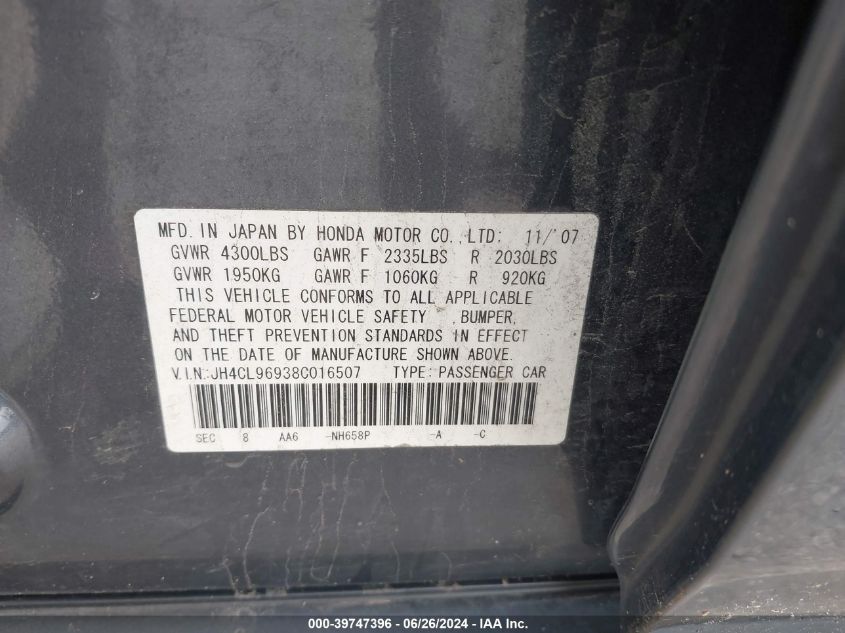 MFD. IN JAPAN BY HONDA MOTOR CO.,LTD: 11/'07
GVWR 4300LBS GAWR F 2335LBS R 2030LBS
GVWR 1950KG GAWR F 1060KG R 920KG
THIS VEHICLE CONFORMS TO ALL APPLICABLE
FEDERAL MOTOR VEHICLE SAFETY ,BUMPER,
AND THEFT PREVENTION STANDARDS IN EFFECT
ON THE DATE OF MANUFACTURE SHOWN ABOVE.
V.I.N:JH4CL96938C016507 TYPE: PASSENGER CAR
SEC 8 AA6 -NH658P -A -C
000-39747396 / 06/26/2024 - IAA Inc.